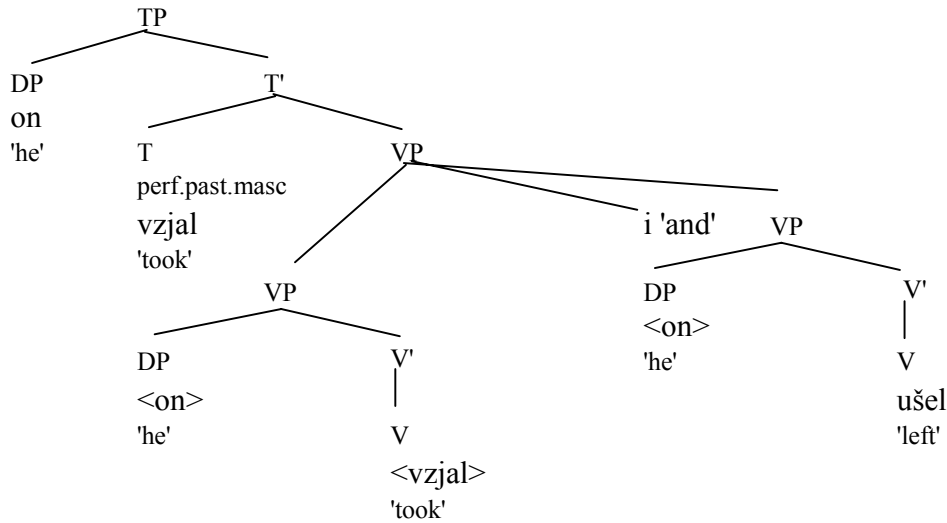 TP
DP T'
on
'he' T VP
perf.past.masc
vzjal i 'and' VP
'took'
VP DP V'
<on>
DP V' 'he' V
<on> ušel
'he' V 'left'
<vzjal>
'took'